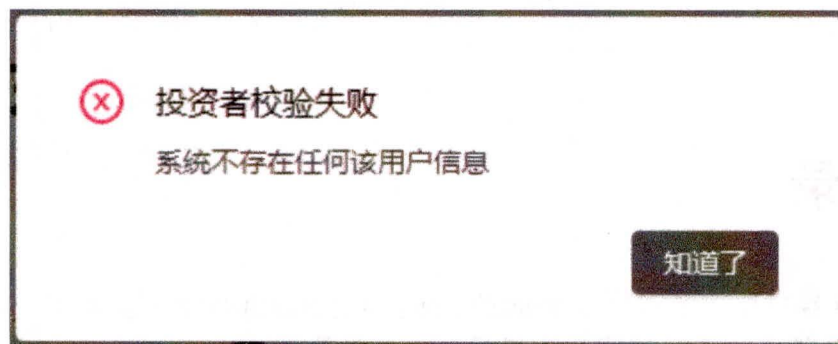 投资者校验失败
系统不存在任何该用户信息
知道了